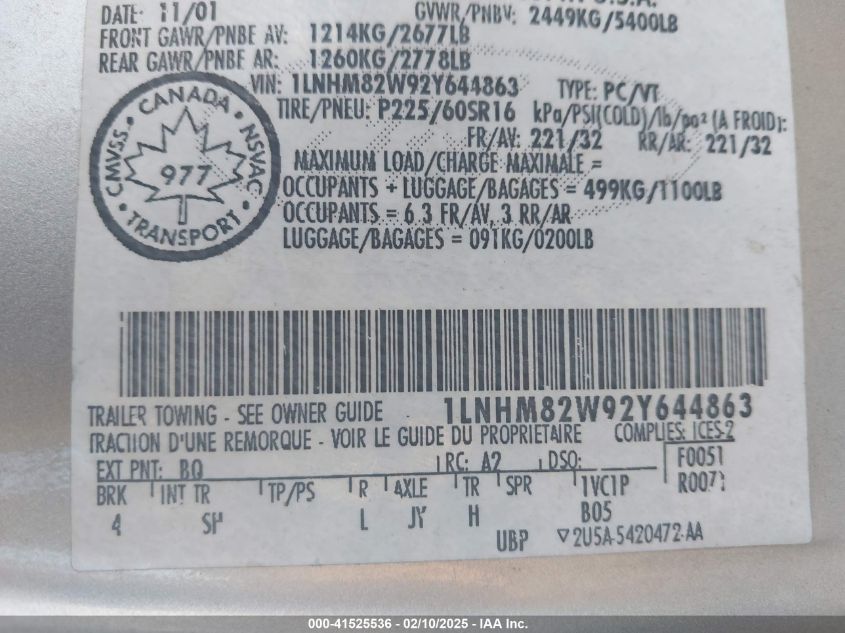 DATE: 11/01 GVWR/PNBV: 2449KG/5400LB
FRONT GAWR/PNBE AV: 1214KG/2677LB
REAR GAWR/PNBF AR: 1260KG/2778LB
VIN: 1LNHM82W92Y644863 TYPE: PC/VT
TIRE/PNEU: P225/60SR16 kPa/PSI(COLD)/lb/po² (A FROID):
FR/AV: 221/32 RR/AR: 221/32
MAXIMUM LOAD/CHARGE MAXIMALE =
OCCUPANTS + LUGGAGE/BAGAGES = 499KG/1100LB
OCCUPANTS = 6 3 FR/AV, 3 RR/AR
LUGGAGE/BAGAGES = 091KG/0200LB
CANADA
CMVSS. NSVAC
977
TRANSPORT
1LNHM82W92Y644863
TRAILER TOWING - SEE OWNER GUIDE
TRACTION D'UNE REMORQUE - VOIR LE GUIDE DU PROPRIETAIRE COMPLIES: ICES-2
EXT PNT: BQ RC: A2 DSO: F0051
BRK INT TR TP/PS R AXLE TR SPR 1VC1P R0071
4 SH L JY H B05
UBP 2U5A-5420472-AA
000-41525536 - 02/10/2025 - IAA Inc.